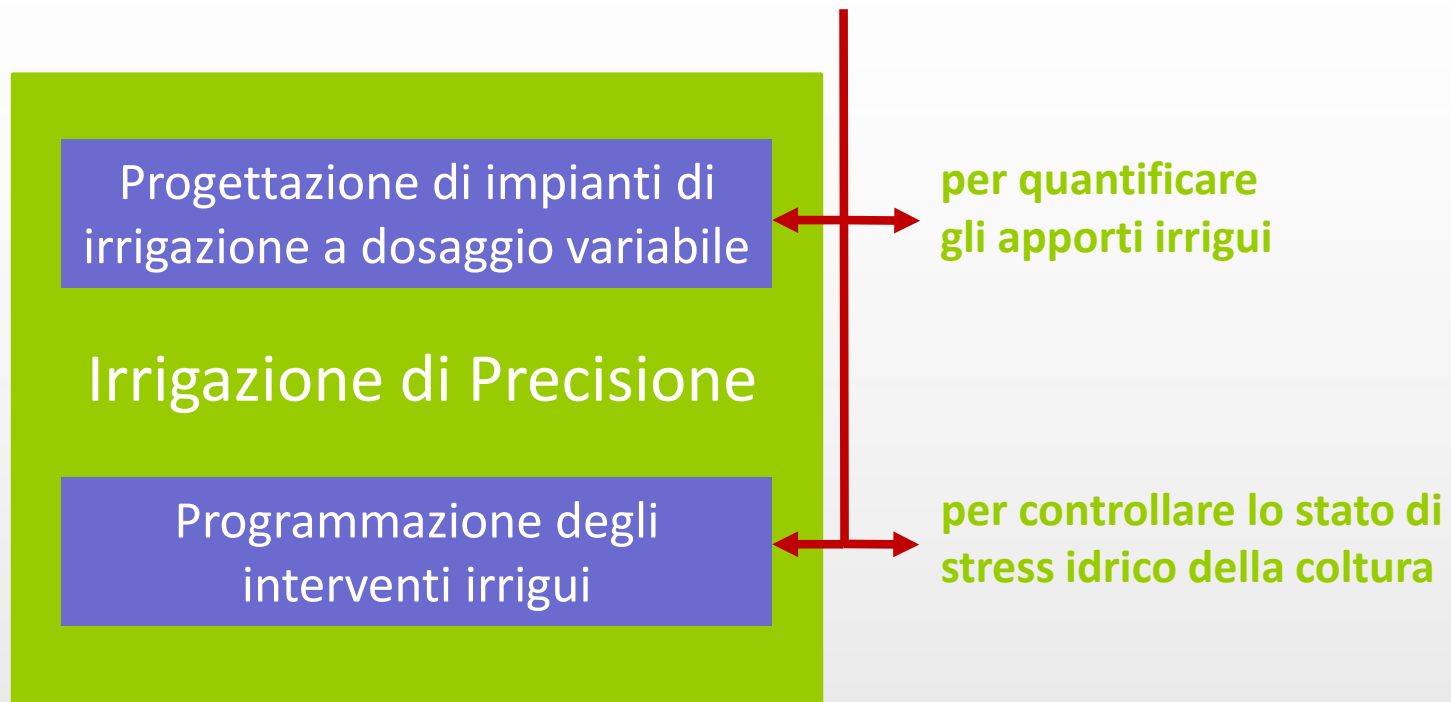 Progettazione di impianti di
irrigazione a dosaggio variabile
per quantificare
gli apporti irrigui
Irrigazione di Precisione
Programmazione degli
interventi irrigui
per controllare lo stato di
stress idrico della coltura